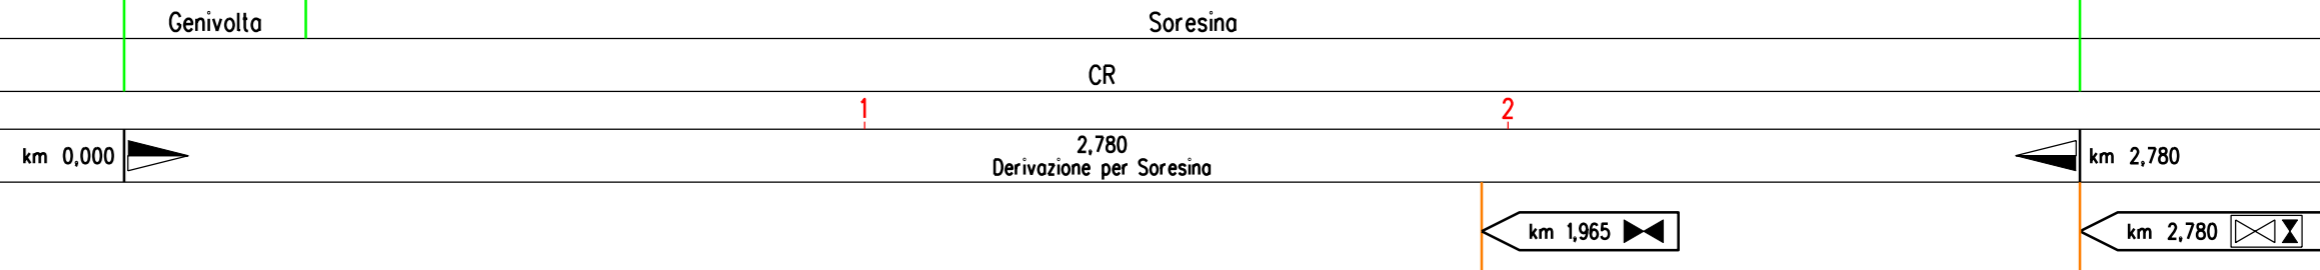 Genivolta Soresina
CR
1 2
km 0,000 2,780 km 2,780
Derivazione per Soresina
km 1,965 km 2,780